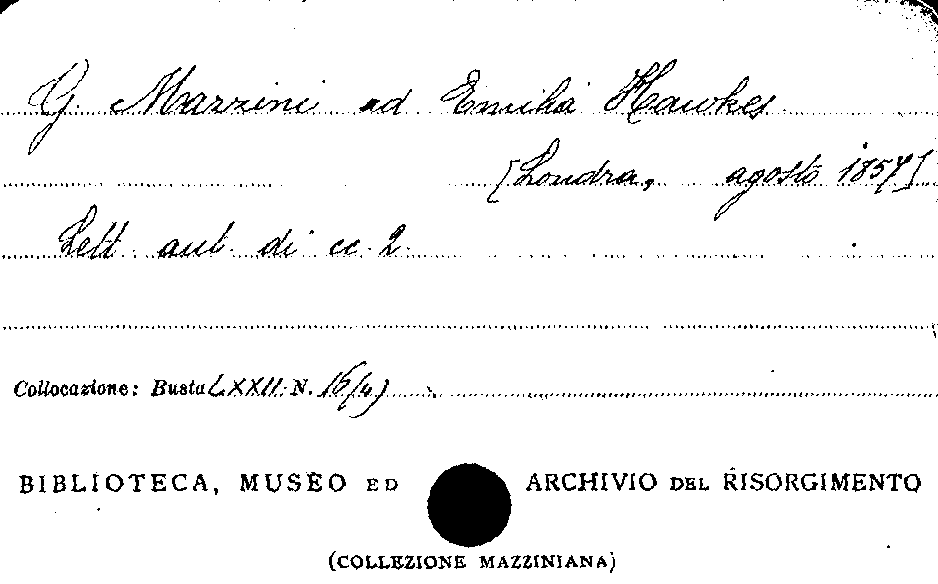 G. Mazzini ad Emilia Hawkes
[Londra, agosto 1857]
Lett. aut. di cc. 2.
Collocazione: Busta LXXII N. 16(4)
BIBLIOTECA, MUSEO ED ARCHIVIO DEL RISORGIMENTO
(COLLEZIONE MAZZINIANA)